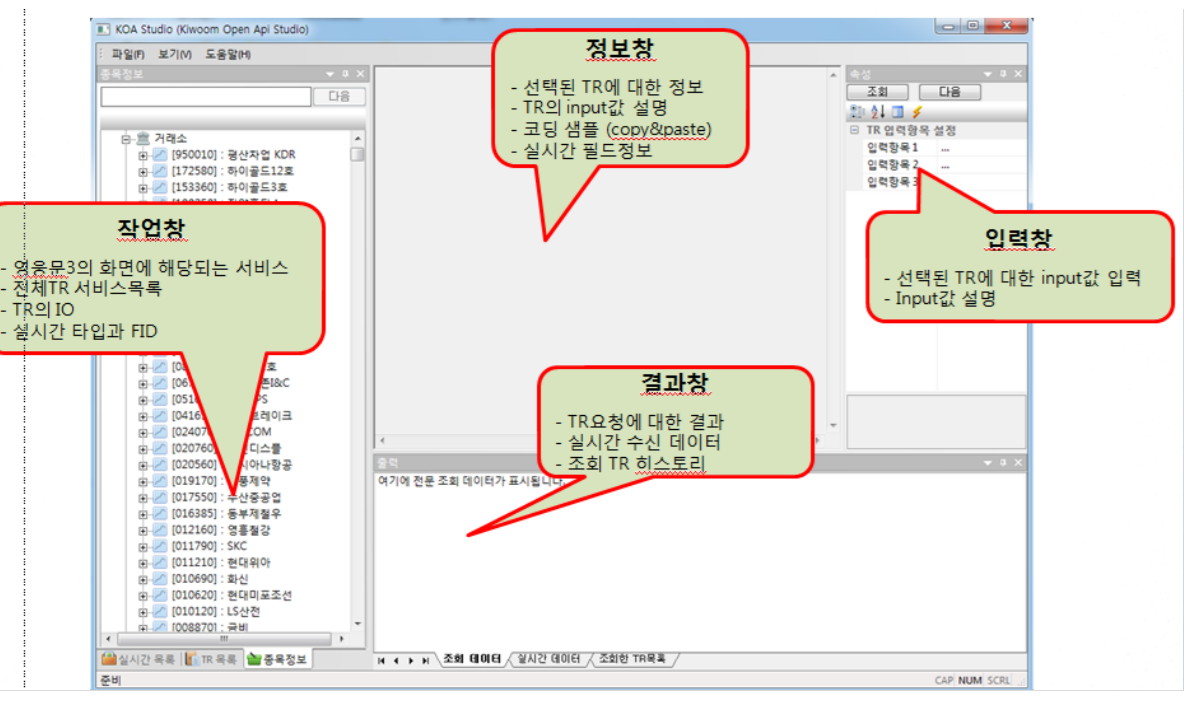 KOA Studio (Kiwoom Open Api Studio)
파일(F) 보기(V) 도움말(H)
종목정보
다음
거래소
[950010] : 평산차업 KDR
[172580] : 하이골드12호
[153360] : 하이골드3호
정보창
- 선택된 TR에 대한 정보
- TR의 input값 설명
- 코딩 샘플 (copy&paste)
- 실시간 필드정보
속성
조회 다음
TR 입력항목 설정
입력항목1 ...
입력항목2 ...
입력항목3
작업창
- 영웅문3의 화면에 해당되는 서비스
- 전체TR 서비스목록
- TR의 IO
- 실시간 타입과 FID
입력창
- 선택된 TR에 대한 input값 입력
- Input값 설명
호
I&C
PS
브레이크
COM
[020760] 디스플
[020560] 시아나항공
[019170] 풍제약
[017550] : 수산중공업
[016385] : 동부제철우
[012160] : 영흥철강
[011790] : SKC
[011210] : 현대위아
[010690] : 화신
[010620] : 현대미포조선
[010120] : LS산전
[008870] : 금비
결과창
- TR요청에 대한 결과
- 실시간 수신 데이터
- 조회 TR 히스토리
출력
여기에 전문 조회 데이터가 표시됩니다.
실시간 목록 TR 목록 종목정보
조회 데이터 실시간 데이터 조회한 TR목록
준비
CAP NUM SCRL